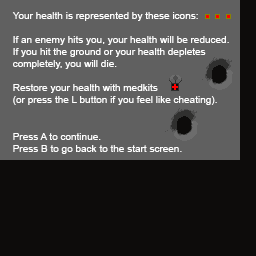 Your health is represented by these icons:
If an enemy hits you, your health will be reduced.
If you hit the ground or your health depletes
completely, you will die.
Restore your health with medkits
(or press the L button if you feel like cheating).
Press A to continue.
Press B to go back to the start screen.